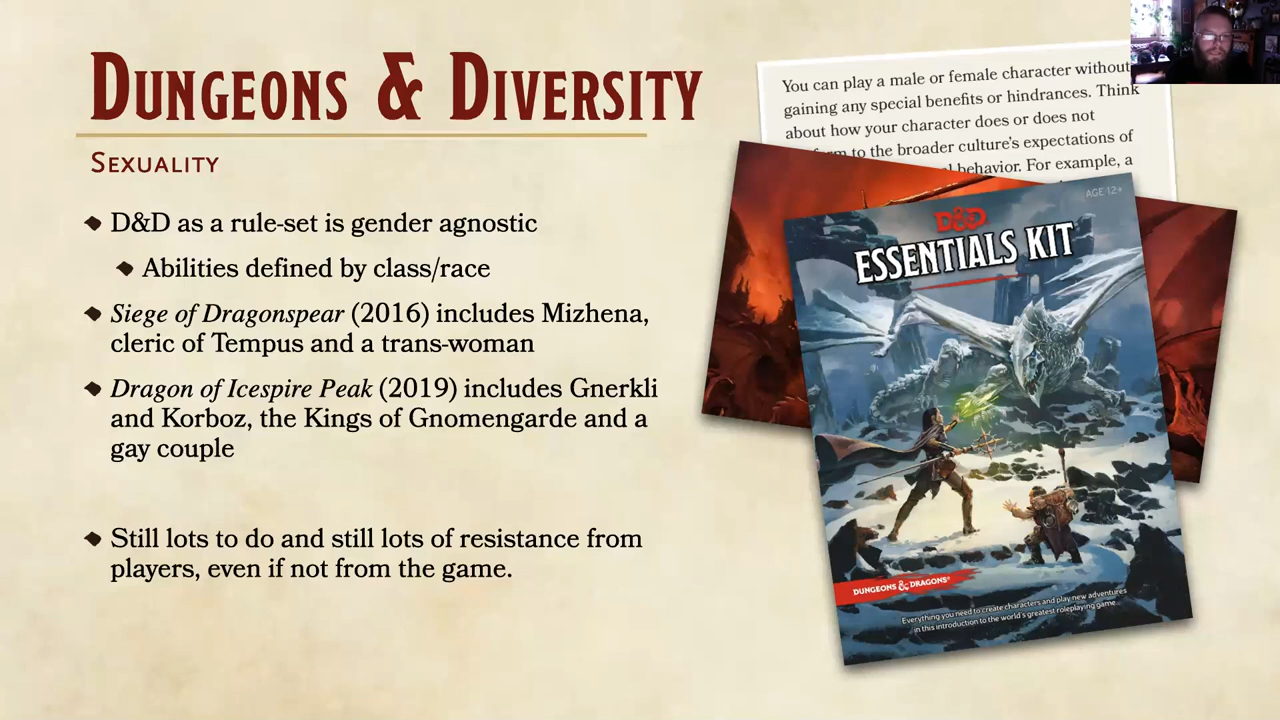 DUNGEONS & DIVERSITY
SEXUALITY
D&D as a rule-set is gender agnostic
Abilities defined by class/race
Siege of Dragonspear (2016) includes Mizhena,
cleric of Tempus and a trans-woman
Dragon of Icespire Peak (2019) includes Gnerkli
and Korboz, the Kings of Gnomengarde and a
gay couple
Still lots to do and still lots of resistance from
players, even if not from the game.
You can play a male or female character without
gaining any special benefits or hindrances. Think
about how your character does or does not
to the broader culture's expectations of
behavior. For example, a
AGE 12+
D&D
ESSENTIALS KIT
DUNGEONS & DRAGONS®
Everything you need to create characters and play new adventures
in this introduction to the world's greatest roleplaying game.